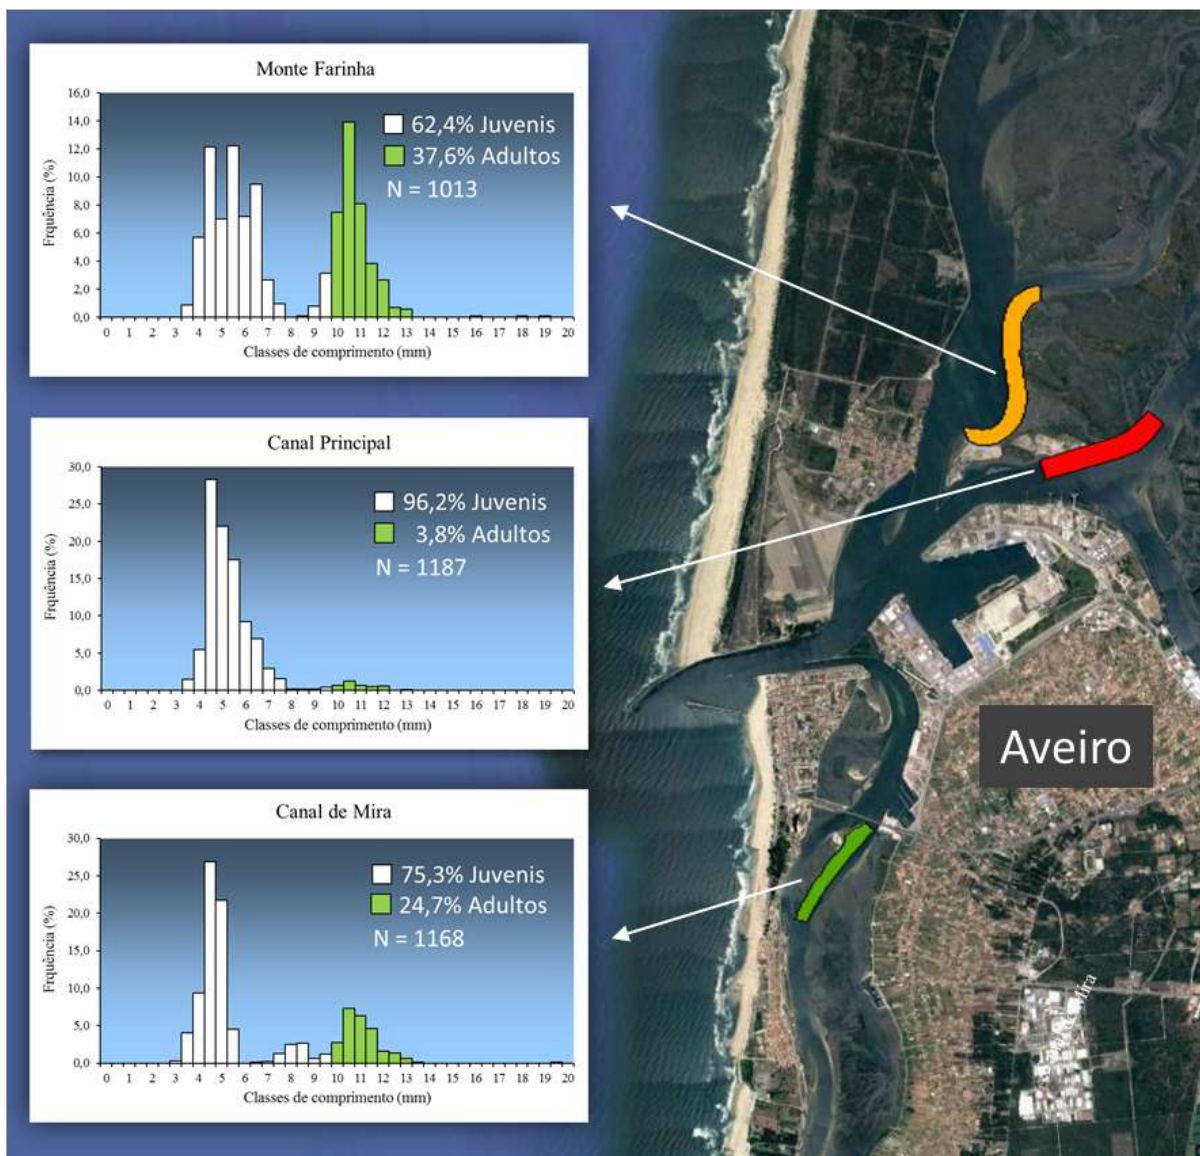 Monte Farinha
16,0
14,0
12,0
10,0
8,0
6,0
4,0
2,0
0,0
Frquência (%)
62,4% Juvenis
37,6% Adultos
N = 1013
0 1 2 3 4 5 6 7 8 9 10 11 12 13 14 15 16 17 18 19 20
Classes de comprimento (mm)
Canal Principal
30,0
25,0
20,0
15,0
10,0
5,0
0,0
Frquência (%)
96,2% Juvenis
3,8% Adultos
N = 1187
0 1 2 3 4 5 6 7 8 9 10 11 12 13 14 15 16 17 18 19 20
Classes de comprimento (mm)
Canal de Mira
30,0
25,0
20,0
15,0
10,0
5,0
0,0
Frquência (%)
75,3% Juvenis
24,7% Adultos
N = 1168
0 1 2 3 4 5 6 7 8 9 10 11 12 13 14 15 16 17 18 19 20
Classes de comprimento (mm)
Aveiro
Mira